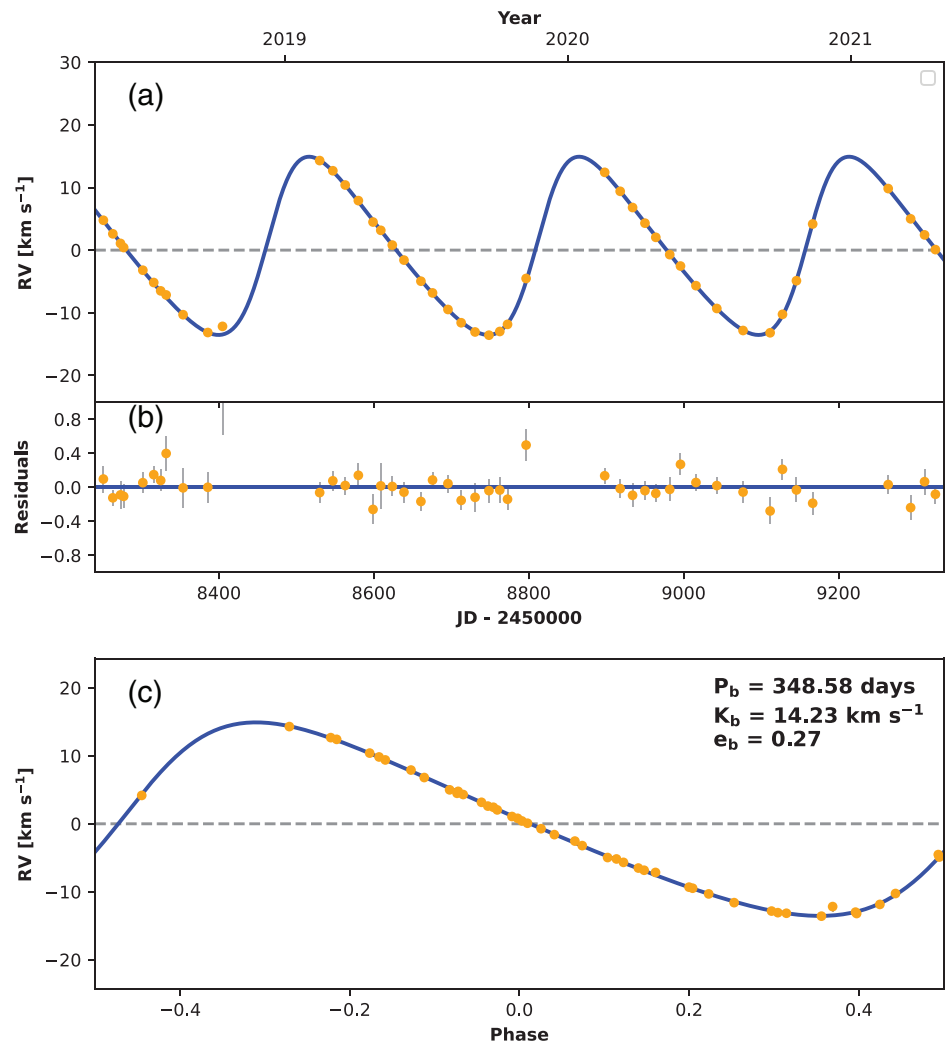 Year
2019 2020 2021
(a)
30
20
10
0
−10
−20
RV [km s⁻¹]
(b)
0.8
0.4
0.0
−0.4
−0.8
Residuals
8400 8600 8800 9000 9200
JD - 2450000
(c)
P_b = 348.58 days
K_b = 14.23 km s⁻¹
e_b = 0.27
20
10
0
−10
−20
RV [km s⁻¹]
−0.4 −0.2 0.0 0.2 0.4
Phase